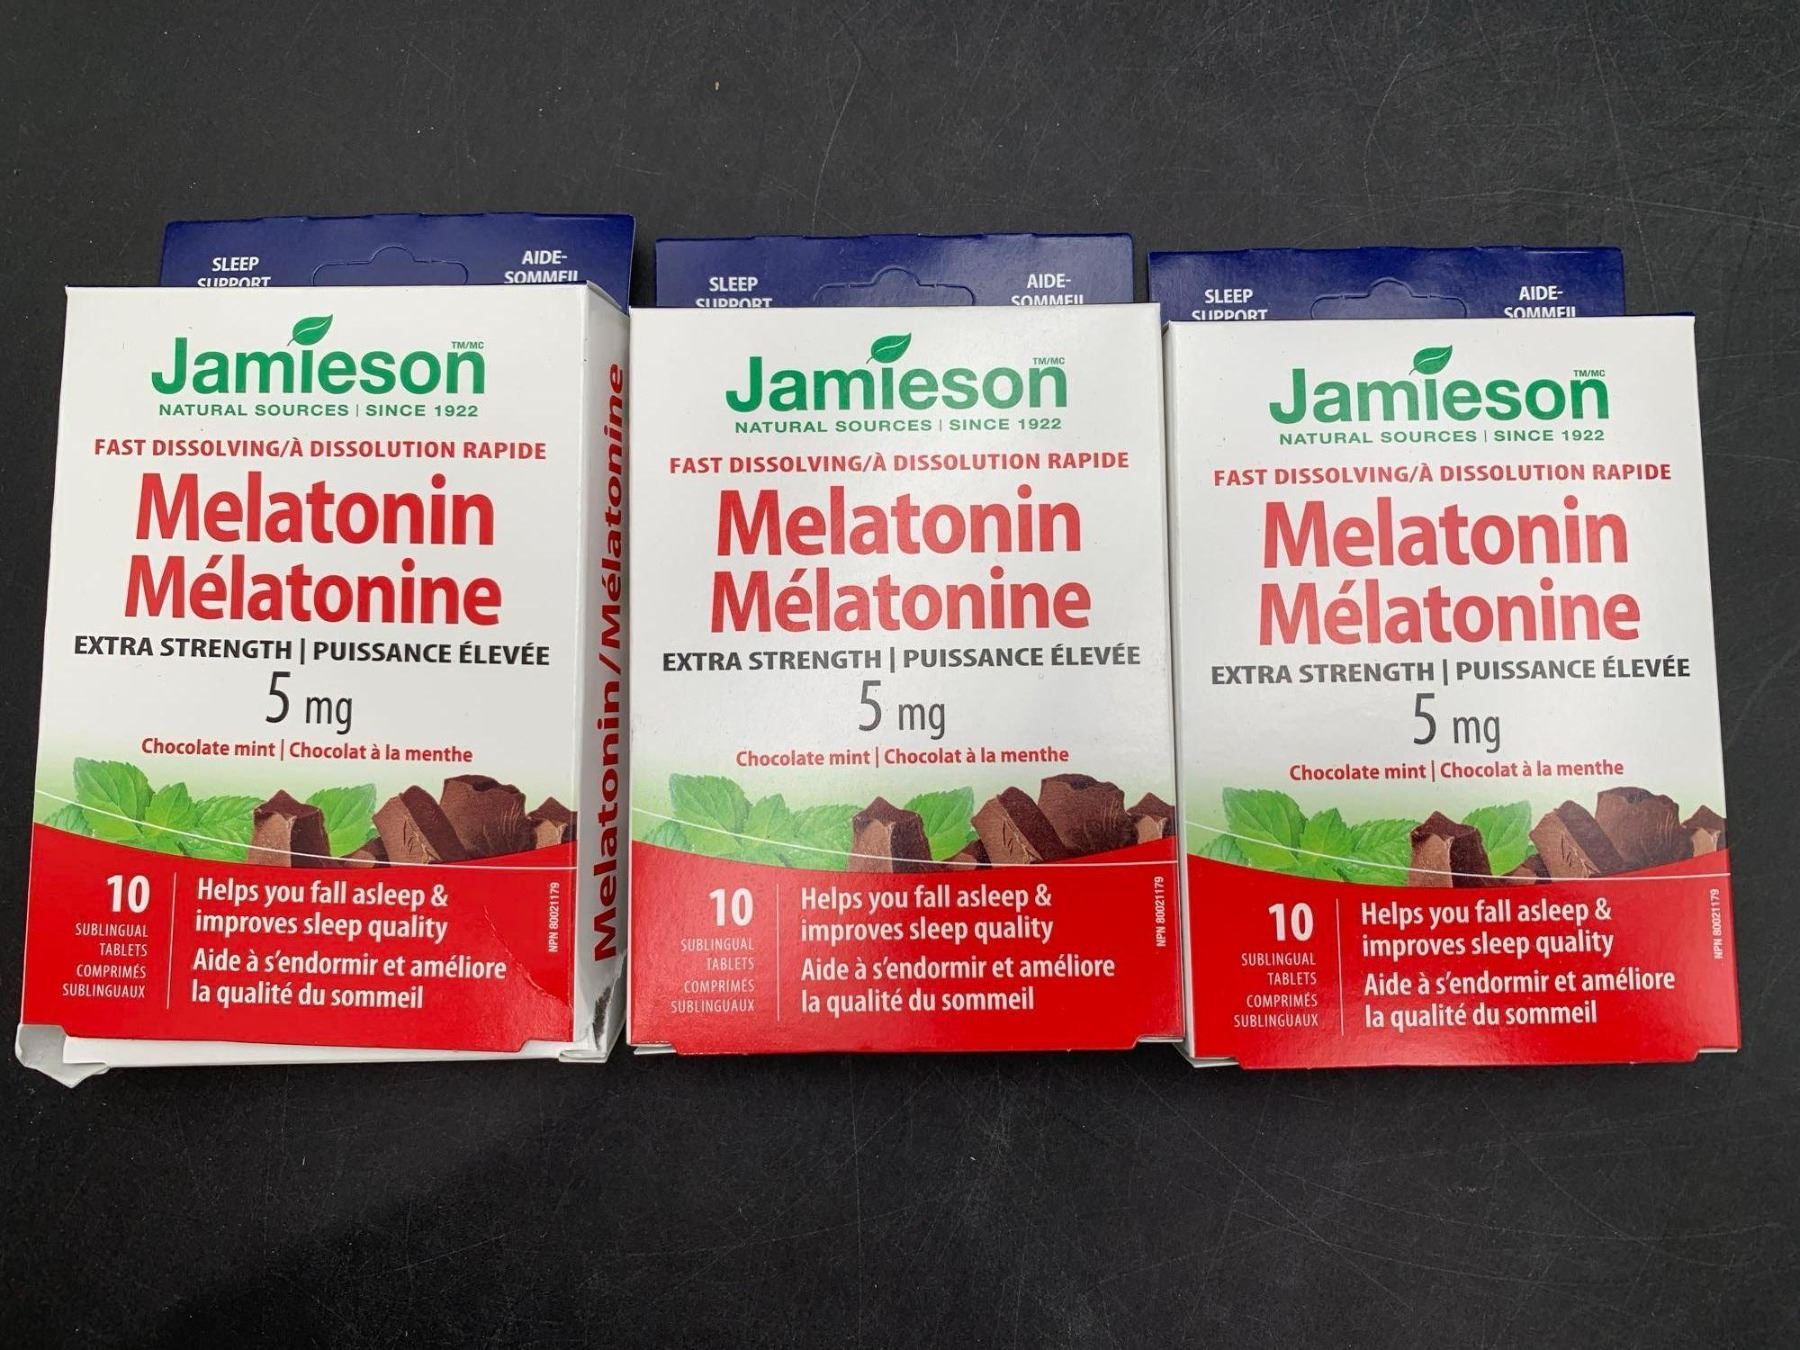 SLEEP
SUPPORT
AIDE-
SOMMEIL
Jamieson TM/MC
NATURAL SOURCES | SINCE 1922
FAST DISSOLVING/À DISSOLUTION RAPIDE
Melatonin
Mélatonine
EXTRA STRENGTH | PUISSANCE ÉLEVÉE
5 mg
Chocolate mint | Chocolat à la menthe
10
SUBLINGUAL
TABLETS
COMPRIMÉS
SUBLINGUAUX
Helps you fall asleep &
improves sleep quality
Aide à s'endormir et améliore
la qualité du sommeil
NPN 80021179
Melatonin/Mélatonine
SLEEP
SUPPORT
AIDE-
SOMMEIL
Jamieson TM/MC
NATURAL SOURCES | SINCE 1922
FAST DISSOLVING/À DISSOLUTION RAPIDE
Melatonin
Mélatonine
EXTRA STRENGTH | PUISSANCE ÉLEVÉE
5 mg
Chocolate mint | Chocolat à la menthe
10
SUBLINGUAL
TABLETS
COMPRIMÉS
SUBLINGUAUX
Helps you fall asleep &
improves sleep quality
Aide à s'endormir et améliore
la qualité du sommeil
NPN 80021179
SLEEP
SUPPORT
AIDE-
SOMMEIL
Jamieson TM/MC
NATURAL SOURCES | SINCE 1922
FAST DISSOLVING/À DISSOLUTION RAPIDE
Melatonin
Mélatonine
EXTRA STRENGTH | PUISSANCE ÉLEVÉE
5 mg
Chocolate mint | Chocolat à la menthe
10
SUBLINGUAL
TABLETS
COMPRIMÉS
SUBLINGUAUX
Helps you fall asleep &
improves sleep quality
Aide à s'endormir et améliore
la qualité du sommeil
NPN 80021179